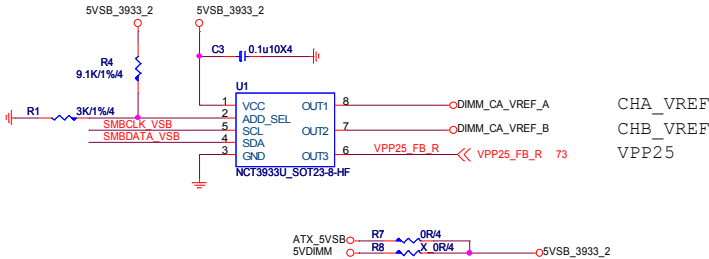 5VSB_3933_2 5VSB_3933_2
R4
9.1K/1%/4
C3 0.1u10X4
U1
R1 3K/1%/4
1 VCC OUT1 8 DIMM_CA_VREF_A CHA_VREF
2 ADD_SEL
SMBCLK_VSB 5 SCL OUT2 7 DIMM_CA_VREF_B CHB_VREF
SMBDATA_VSB 4 SDA
3 GND OUT3 6 VPP25_FB_R VPP25_FB_R 73 VPP25
NCT3933U_SOT23-8-HF
ATX_5VSB R7 0R/4
5VDIMM R8 X_0R/4 5VSB_3933_2